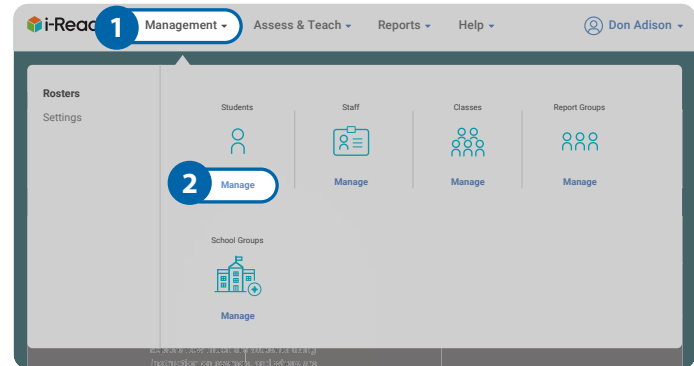 i-Read
1
Management
Assess & Teach
Reports
Help
Don Adison
Rosters
Settings
Students
Staff
Classes
Report Groups
2
Manage
Manage
Manage
Manage
School Groups
Manage